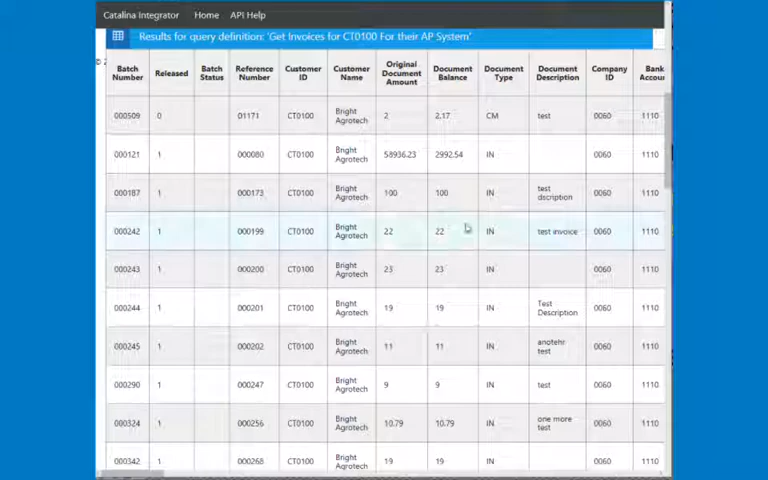 Catalina Integrator Home API Help
Results for query definition: 'Get Invoices for CT0100 For their AP System'
© 2
Batch Number Released Batch Status Reference Number Customer ID Customer Name Original Document Amount Document Balance Document Type Document Description Company ID Bank Accou
000509 0 01171 CT0100 Bright Agrotech 2 2.17 CM test 0060 1110
000121 1 000080 CT0100 Bright Agrotech 58936.23 2992.54 IN 0060 1110
000187 1 000173 CT0100 Bright Agrotech 100 100 IN test dscription 0060 1110
000242 1 000199 CT0100 Bright Agrotech 22 22 IN test invoice 0060 1110
000243 1 000200 CT0100 Bright Agrotech 23 23 IN 0060 1110
000244 1 000201 CT0100 Bright Agrotech 19 19 IN Test Description 0060 1110
000245 1 000202 CT0100 Bright Agrotech 11 11 IN anotehr test 0060 1110
000290 1 000247 CT0100 Bright Agrotech 9 9 IN test 0060 1110
000324 1 000256 CT0100 Bright Agrotech 10.79 10.79 IN one more test 0060 1110
000342 1 000268 CT0100 Bright Agrotech 19 19 IN 0060 1110